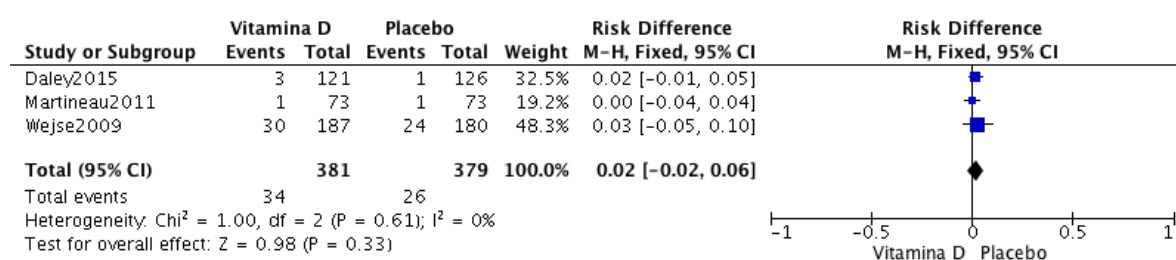 Vitamina D Placebo Risk Difference Risk Difference
Study or Subgroup Events Total Events Total Weight M-H, Fixed, 95% CI M-H, Fixed, 95% CI
Daley2015 3 121 1 126 32.5% 0.02 [-0.01, 0.05]
Martineau2011 1 73 1 73 19.2% 0.00 [-0.04, 0.04]
Wejse2009 30 187 24 180 48.3% 0.03 [-0.05, 0.10]
Total (95% CI) 381 379 100.0% 0.02 [-0.02, 0.06]
Total events 34 26
Heterogeneity: Chi² = 1.00, df = 2 (P = 0.61); I² = 0%
Test for overall effect: Z = 0.98 (P = 0.33)
-1 -0.5 0 0.5 1
Vitamina D Placebo